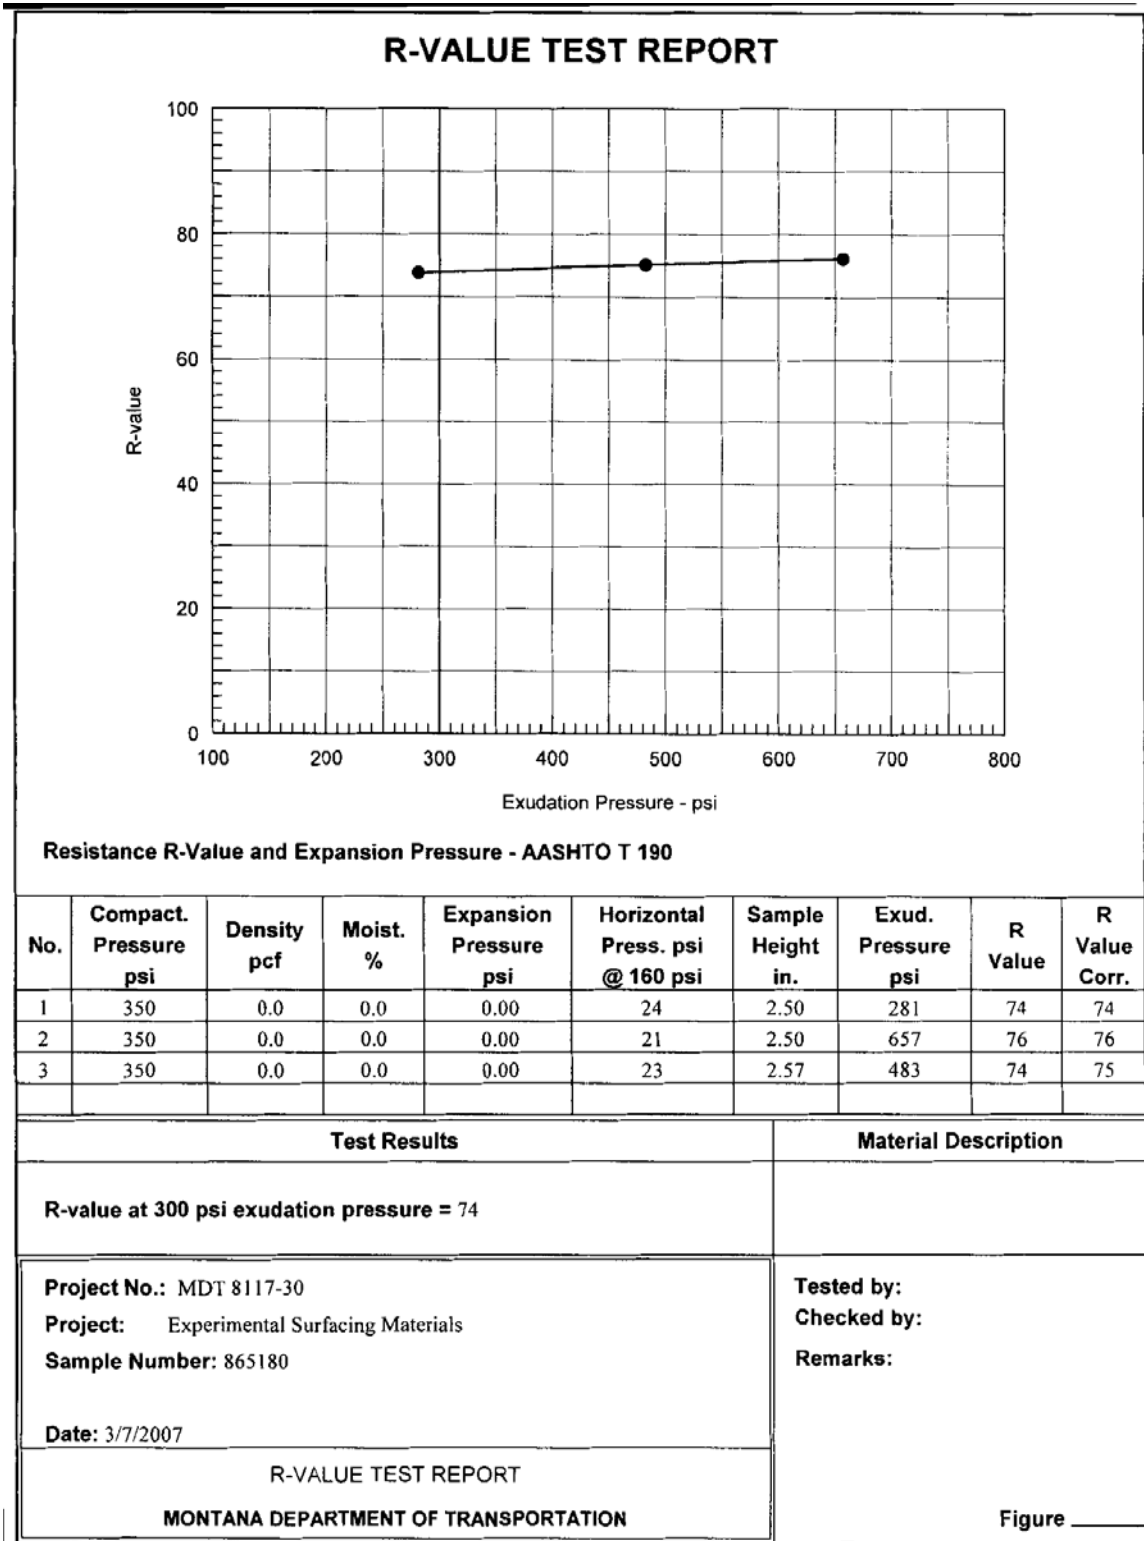 R-VALUE TEST REPORT
100
80
60
40
20
0
R-value
100 200 300 400 500 600 700 800
Exudation Pressure - psi
Resistance R-Value and Expansion Pressure - AASHTO T 190
No. Compact. Pressure psi Density pcf Moist. % Expansion Pressure psi Horizontal Press. psi @ 160 psi Sample Height in. Exud. Pressure psi R Value R Value Corr.
1 350 0.0 0.0 0.00 24 2.50 281 74 74
2 350 0.0 0.0 0.00 21 2.50 657 76 76
3 350 0.0 0.0 0.00 23 2.57 483 74 75
Test Results Material Description
R-value at 300 psi exudation pressure = 74
Project No.: MDT 8117-30
Project: Experimental Surfacing Materials
Sample Number: 865180
Date: 3/7/2007
Tested by:
Checked by:
Remarks:
R-VALUE TEST REPORT
MONTANA DEPARTMENT OF TRANSPORTATION
Figure